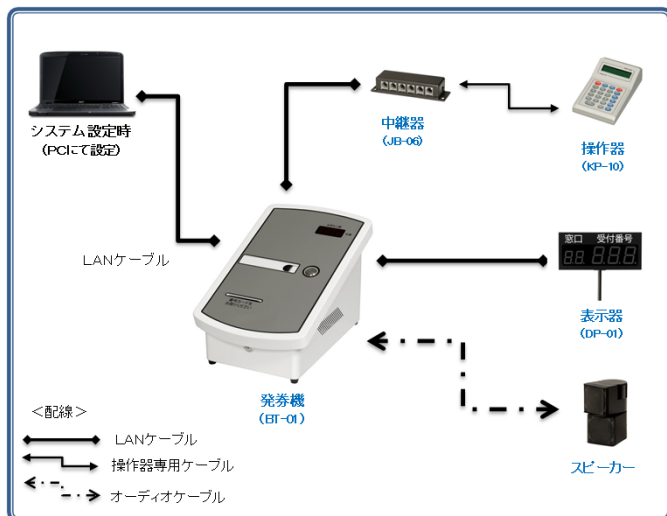 システム設定時
(PCにて設定)
中継器
(JB-06)
操作器
(KP-10)
LANケーブル
窓口 受付番号
88 8.8.8.
表示器
(DP-01)
発券機
(BT-01)
スピーカー
＜配線＞
LANケーブル
操作器専用ケーブル
オーディオケーブル